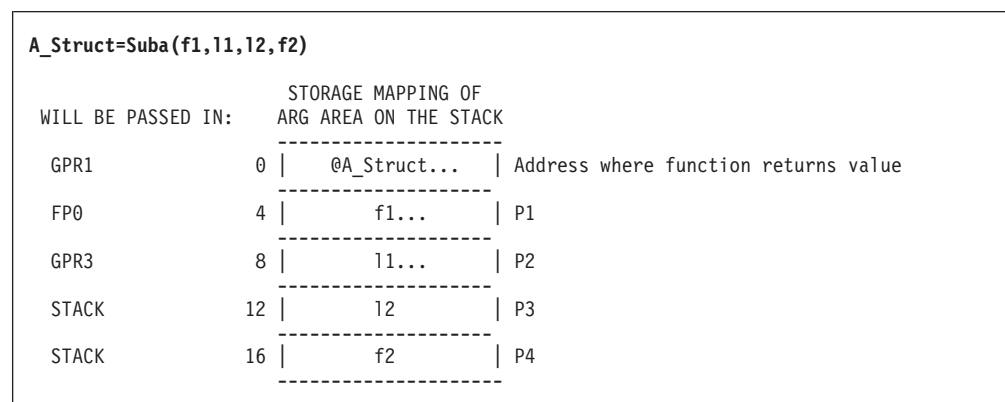 A_Struct=Suba(f1,l1,l2,f2)
STORAGE MAPPING OF
WILL BE PASSED IN: ARG AREA ON THE STACK
----------------------
GPR1 0 | @A_Struct... | Address where function returns value
---------------------
FP0 4 | f1... | P1
---------------------
GPR3 8 | l1... | P2
---------------------
STACK 12 | l2 | P3
---------------------
STACK 16 | f2 | P4
----------------------